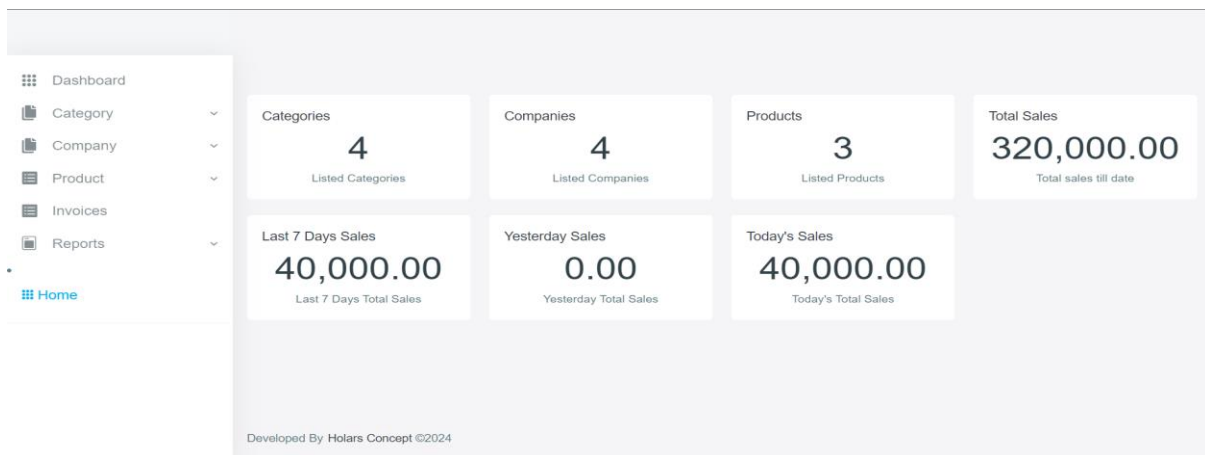 Dashboard
Category
Company
Product
Invoices
Reports
Home
Categories
4
Listed Categories
Companies
4
Listed Companies
Products
3
Listed Products
Total Sales
320,000.00
Total sales till date
Last 7 Days Sales
40,000.00
Last 7 Days Total Sales
Yesterday Sales
0.00
Yesterday Total Sales
Today's Sales
40,000.00
Today's Total Sales
Developed By Holars Concept ©2024